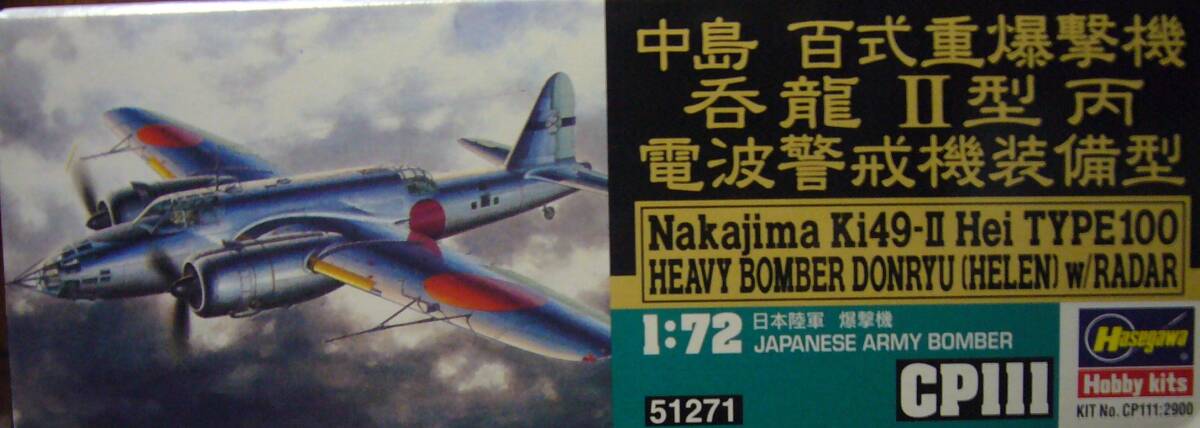 中島 百式重爆撃機
呑龍 II型 丙
電波警戒機装備型
Nakajima Ki49-II Hei TYPE100
HEAVY BOMBER DONRYU (HELEN) w/RADAR
1:72 日本陸軍 爆撃機
JAPANESE ARMY BOMBER
51271
CP111
Hasegawa
Hobby kits
KIT No. CP111:2900